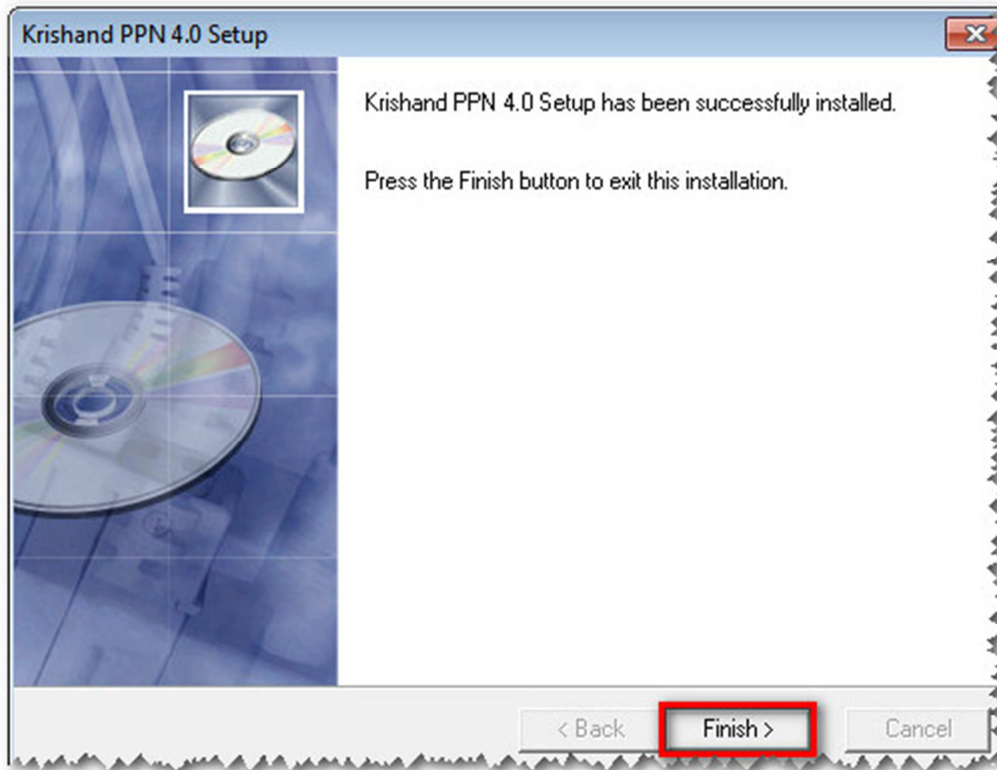 Krishand PPN 4.0 Setup
Krishand PPN 4.0 Setup has been successfully installed.
Press the Finish button to exit this installation.
< Back
Finish >
Cancel